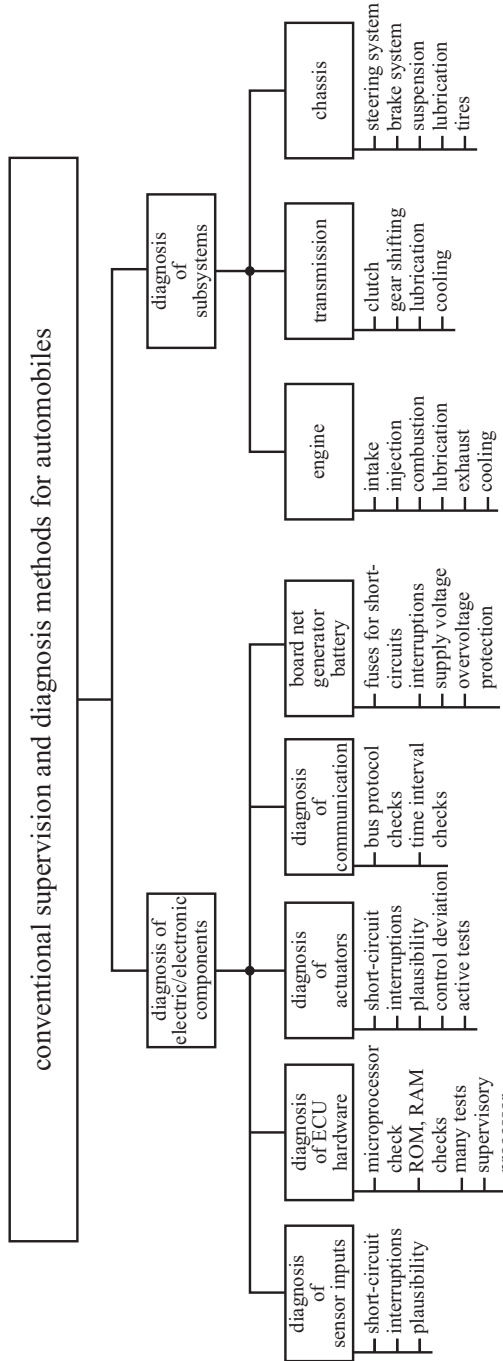 conventional supervision and diagnosis methods for automobiles
diagnosis of
electric/electronic
components
diagnosis
of
subsystems
diagnosis
of
sensor inputs
short-circuit
interruptions
plausibility
diagnosis
of ECU
hardware
microprocessor
check
ROM, RAM
checks
many tests
supervisory
diagnosis
of
actuators
short-circuit
interruptions
plausibility
control deviation
active tests
diagnosis
of
communication
bus protocol
checks
time interval
checks
board net
generator
battery
fuses for short-
circuits
interruptions
supply voltage
overvoltage
protection
engine
intake
injection
combustion
lubrication
exhaust
cooling
transmission
clutch
gear shifting
lubrication
cooling
chassis
steering system
brake system
suspension
lubrication
tires